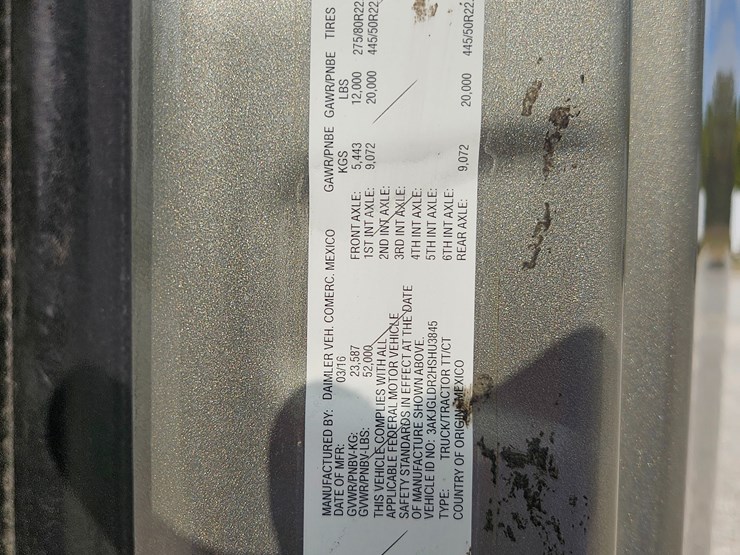 MANUFACTURED BY: DAIMLER VEH. COMERC. MEXICO
DATE OF MFR: 03/16
GVWR/PNBV-KG: 23,587
GVWR/PNBV-LBS: 52,000
THIS VEHICLE COMPLIES WITH ALL
APPLICABLE FEDERAL MOTOR VEHICLE
SAFETY STANDARDS IN EFFECT AT THE DATE
OF MANUFACTURE SHOWN ABOVE.
VEHICLE ID NO: 3AKJGLDR2HSHU3845
TYPE: TRUCK/TRACTOR TT/CT
COUNTRY OF ORIGIN: MEXICO
GAWR/PNBE GAWR/PNBE TIRES
KGS LBS
FRONT AXLE: 5,443 12,000 275/80R22
1ST INT AXLE: 9,072 20,000 445/50R22
2ND INT AXLE:
3RD INT AXLE:
4TH INT AXLE:
5TH INT AXLE:
6TH INT AXLE:
REAR AXLE: 9,072 20,000 445/50R22.